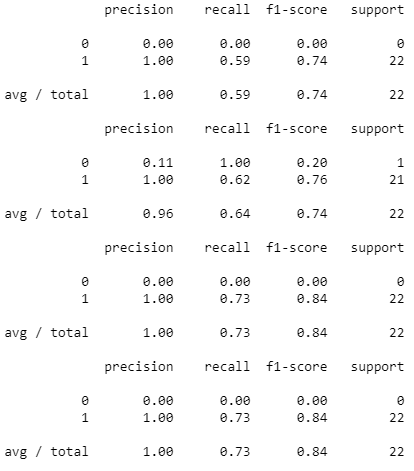 precision recall f1-score support
0 0.00 0.00 0.00 0
1 1.00 0.59 0.74 22
avg / total 1.00 0.59 0.74 22
precision recall f1-score support
0 0.11 1.00 0.20 1
1 1.00 0.62 0.76 21
avg / total 0.96 0.64 0.74 22
precision recall f1-score support
0 0.00 0.00 0.00 0
1 1.00 0.73 0.84 22
avg / total 1.00 0.73 0.84 22
precision recall f1-score support
0 0.00 0.00 0.00 0
1 1.00 0.73 0.84 22
avg / total 1.00 0.73 0.84 22